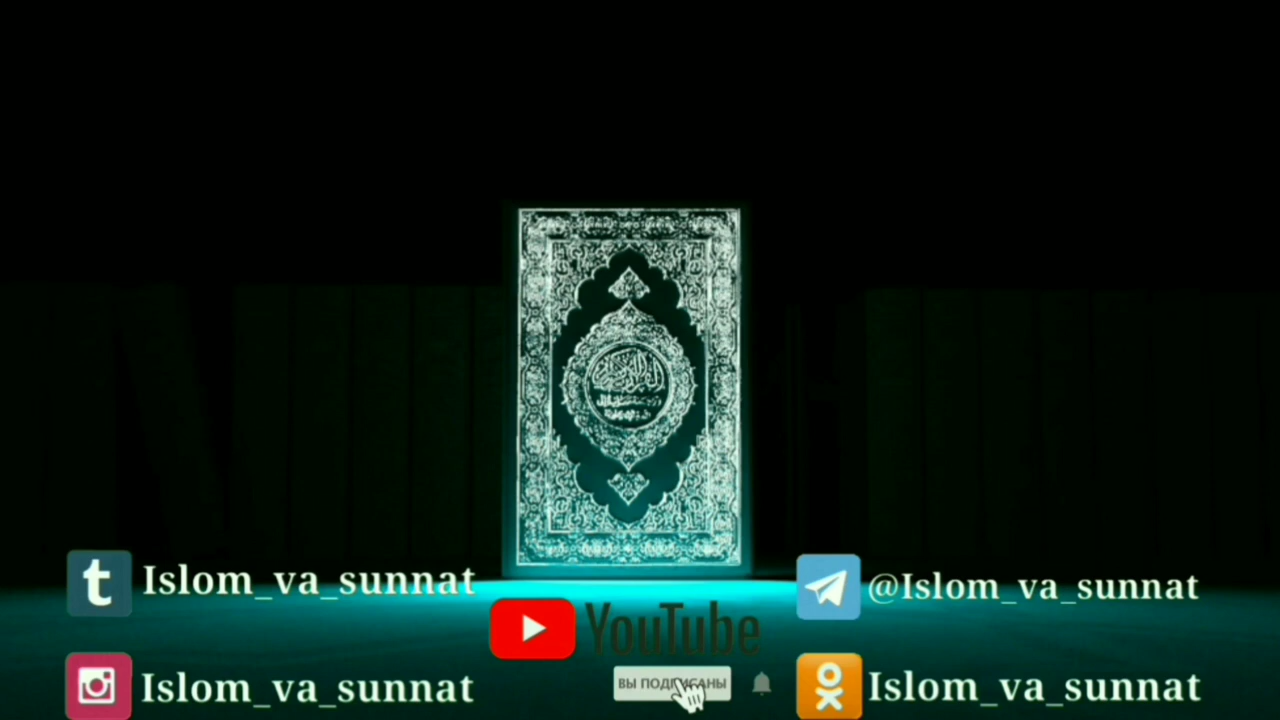 Islom_va_sunnat
@Islom_va_sunnat
YouTube
Islom_va_sunnat
ВЫ ПОДПИСАНЫ
Islom_va_sunnat